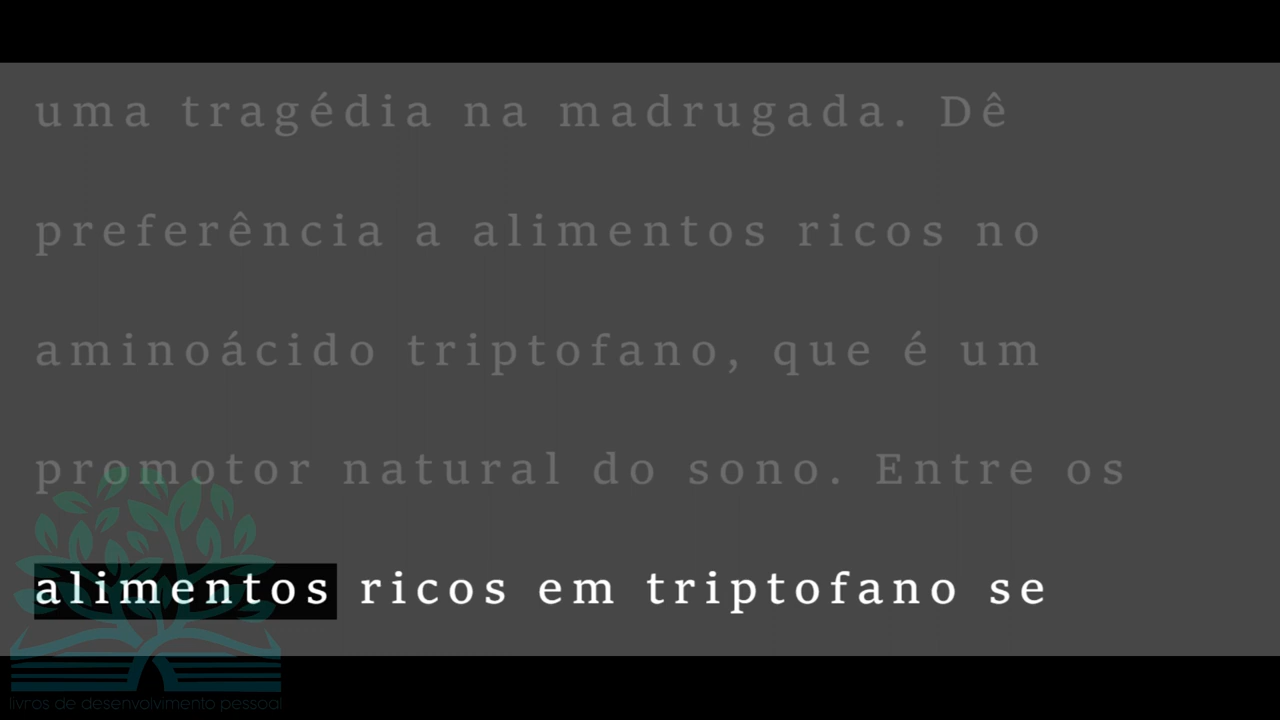 uma tragédia na madrugada. Dê
preferência a alimentos ricos no
aminoácido triptofano, que é um
promotor natural do sono. Entre os
alimentos ricos em triptofano se
livros de desenvolvimento pessoal